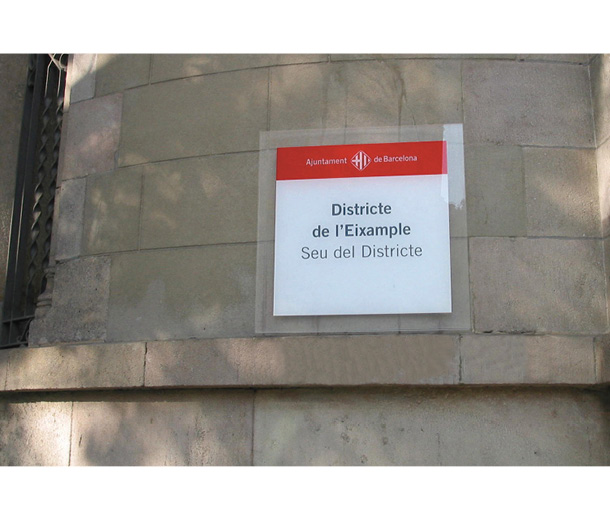 Ajuntament de Barcelona
Districte
de l'Eixample
Seu del Districte